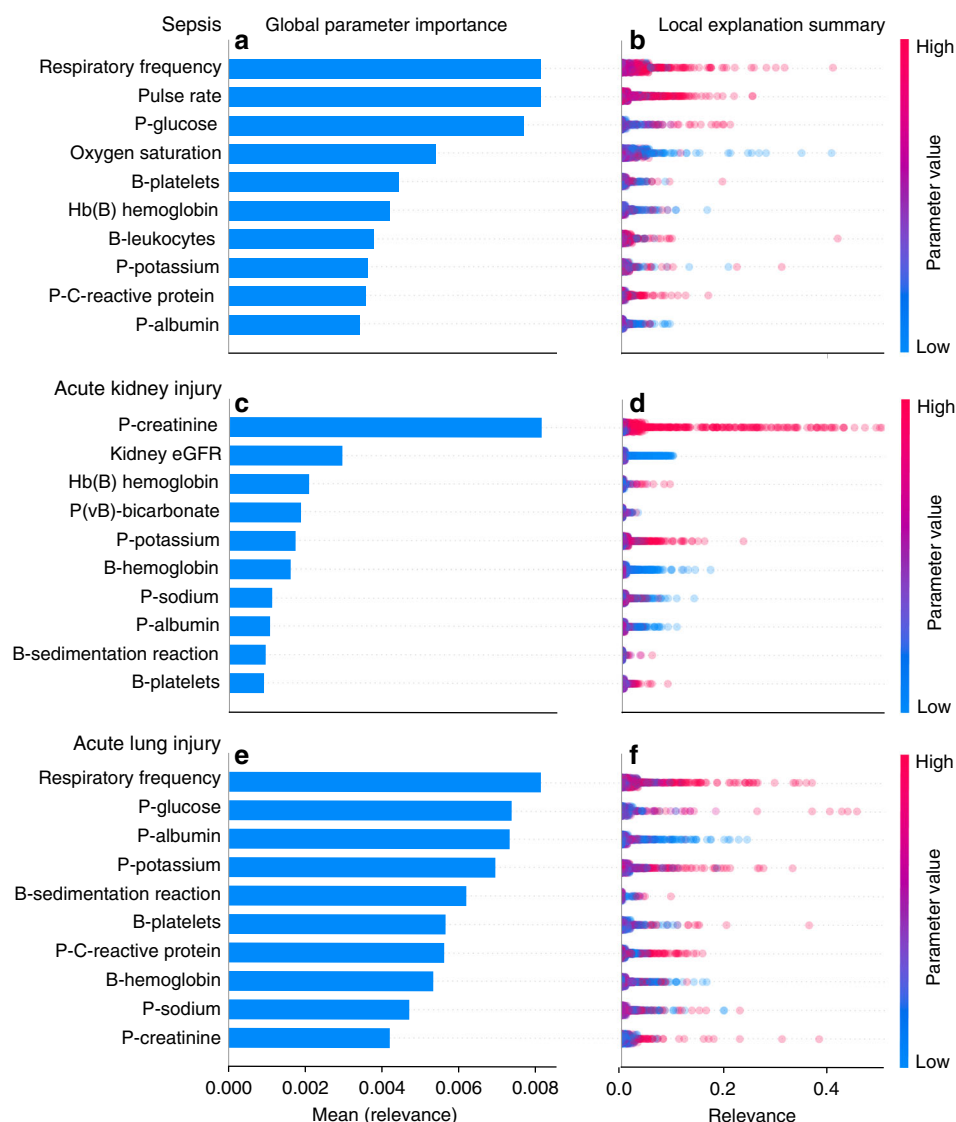 Sepsis
Global parameter importance
Local explanation summary
a
b
Respiratory frequency
Pulse rate
P-glucose
Oxygen saturation
B-platelets
Hb(B) hemoglobin
B-leukocytes
P-potassium
P-C-reactive protein
P-albumin
High
Parameter value
Low
Acute kidney injury
c
d
P-creatinine
Kidney eGFR
Hb(B) hemoglobin
P(vB)-bicarbonate
P-potassium
B-hemoglobin
P-sodium
P-albumin
B-sedimentation reaction
B-platelets
High
Parameter value
Low
Acute lung injury
e
f
Respiratory frequency
P-glucose
P-albumin
P-potassium
B-sedimentation reaction
B-platelets
P-C-reactive protein
B-hemoglobin
P-sodium
P-creatinine
High
Parameter value
Low
0.000 0.002 0.004 0.006 0.008
Mean (relevance)
0.0 0.2 0.4
Relevance